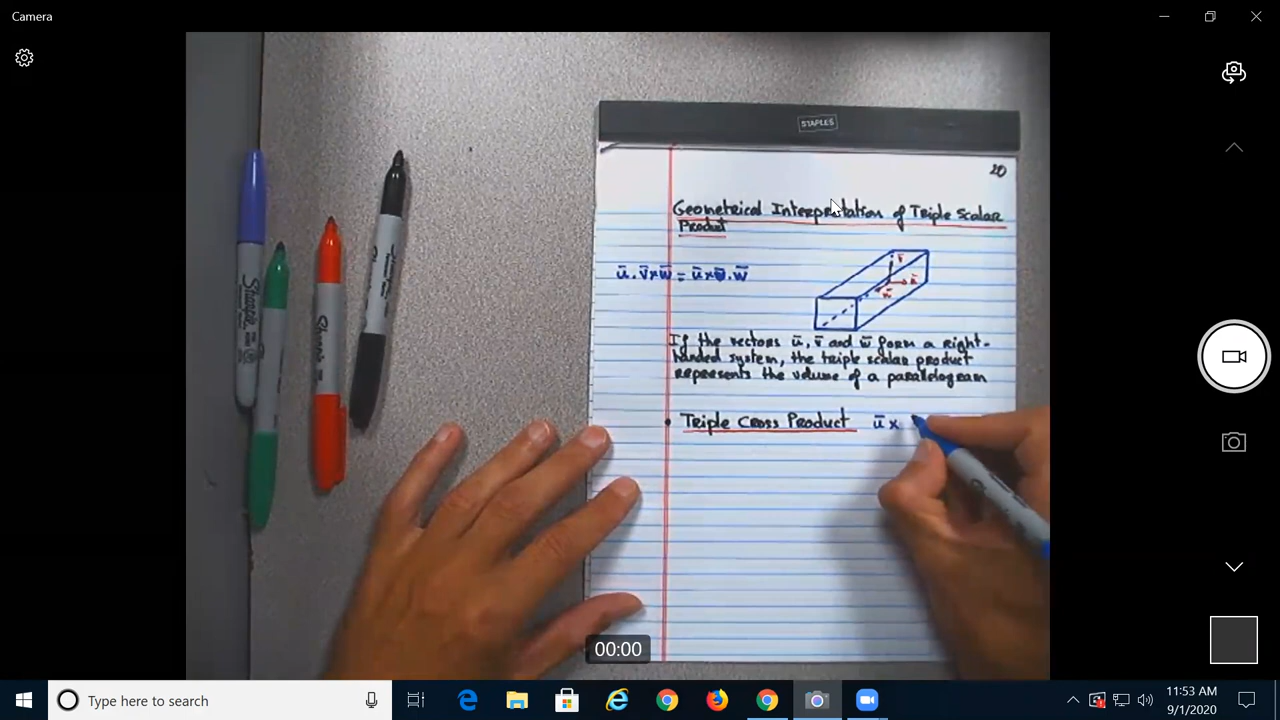 Camera
STAPLES
20
Geometrical Interpretation of Triple Scalar
Product
ū . v̄ x w̄ = ū x v̄ . w̄
v̄
ū
w̄
If the vectors ū, v̄ and w̄ form a right-
handed system, the triple scalar product
represents the volume of a parallelogram
• Triple Cross Product ū x
Sharpie
Sharpie
00:00
Type here to search
11:53 AM
9/1/2020